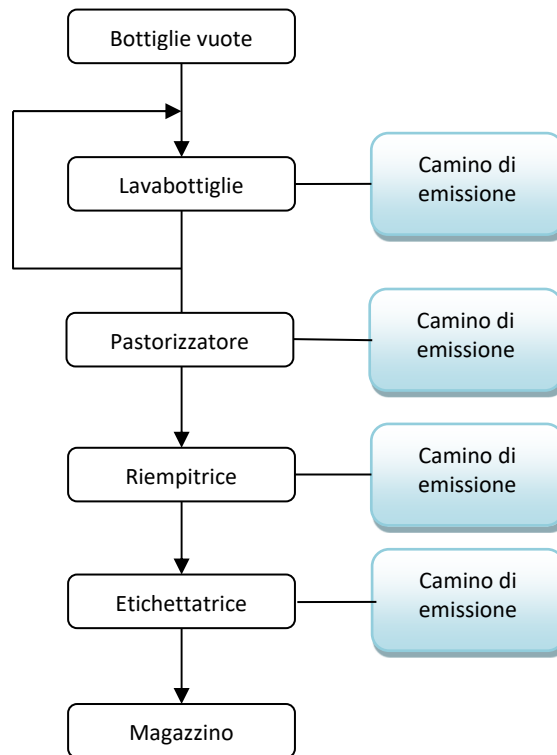 Bottiglie vuote
Lavabottiglie
Camino di
emissione
Pastorizzatore
Camino di
emissione
Riempitrice
Camino di
emissione
Etichettatrice
Camino di
emissione
Magazzino